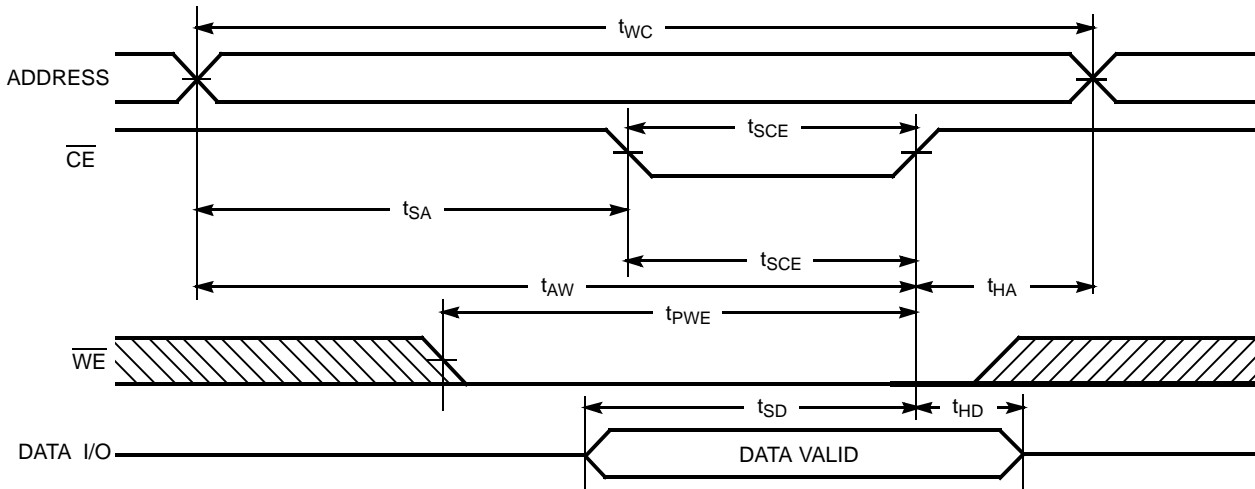 tWC
ADDRESS
tSCE
CE
tSA
tSCE
tAW
tHA
tPWE
WE
tSD
tHD
DATA I/O
DATA VALID